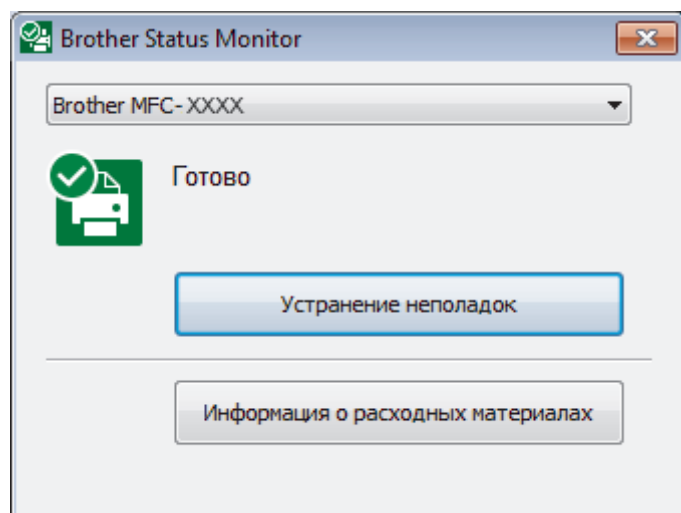 Brother Status Monitor
Brother MFC-XXXX
Готово
Устранение неполадок
Информация о расходных материалах